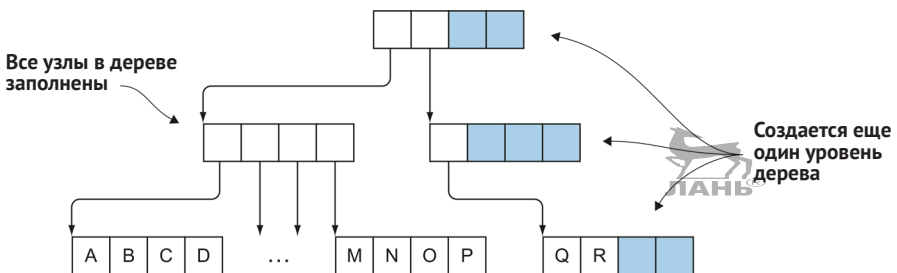 Все узлы в дереве
заполнены
Создается еще
один уровень
дерева
ЛАНЬ®
A B C D ... M N O P Q R